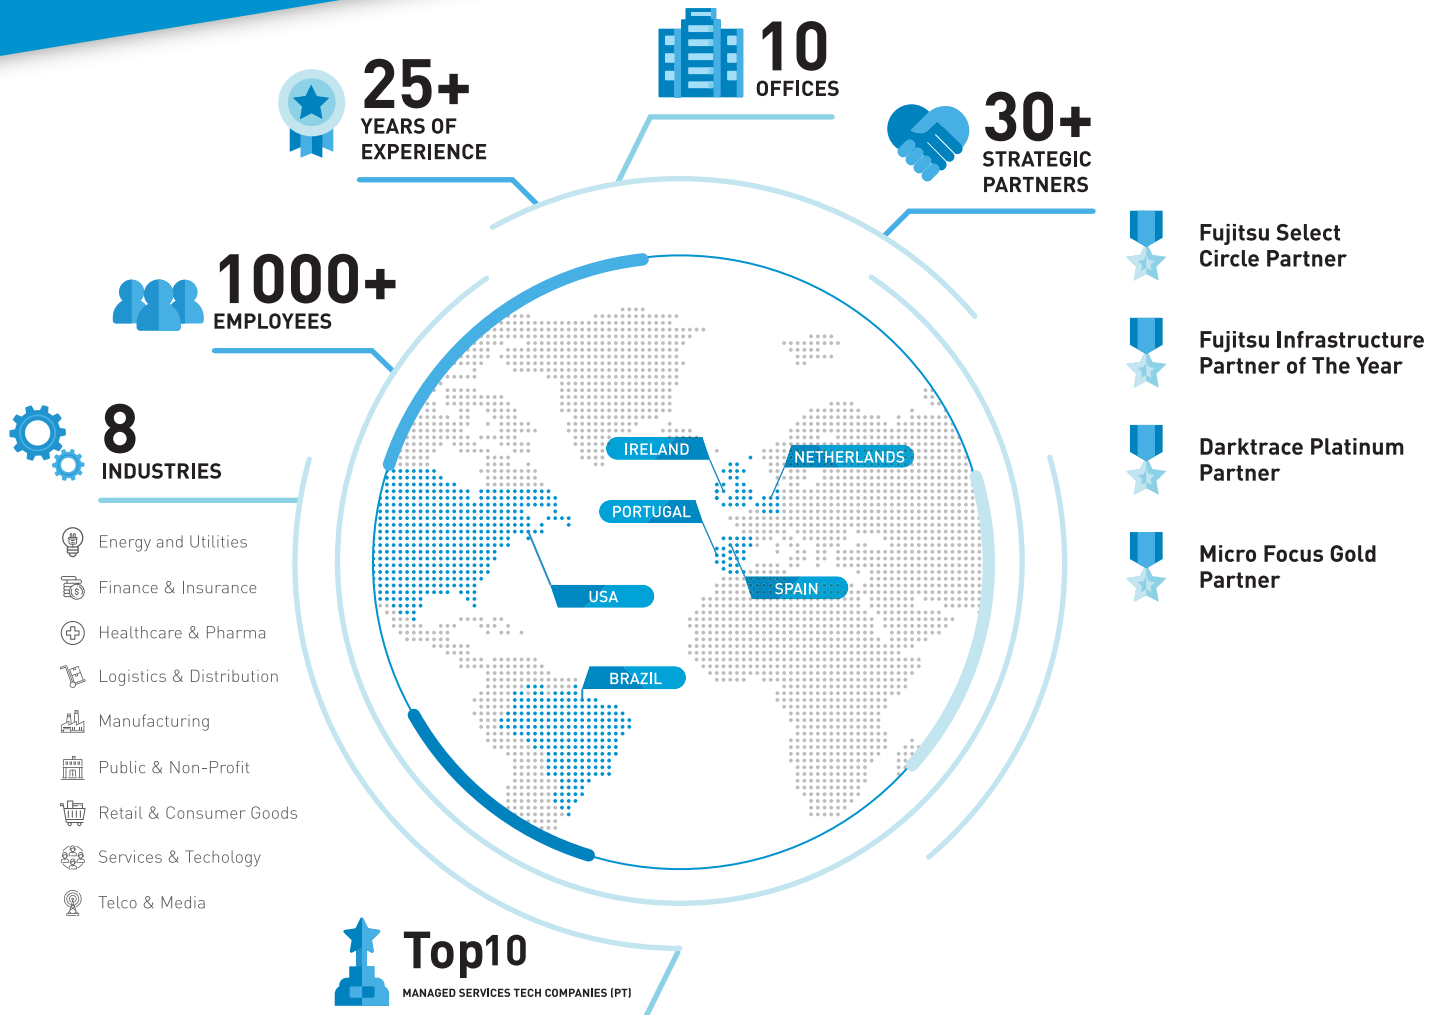 10
OFFICES
25+
YEARS OF
EXPERIENCE
30+
STRATEGIC
PARTNERS
1000+
EMPLOYEES
8
INDUSTRIES
Energy and Utilities
Finance & Insurance
Healthcare & Pharma
Logistics & Distribution
Manufacturing
Public & Non-Profit
Retail & Consumer Goods
Services & Techology
Telco & Media
IRELAND
NETHERLANDS
PORTUGAL
SPAIN
USA
BRAZIL
Fujitsu Select
Circle Partner
Fujitsu Infrastructure
Partner of The Year
Darktrace Platinum
Partner
Micro Focus Gold
Partner
Top10
MANAGED SERVICES TECH COMPANIES (PT)